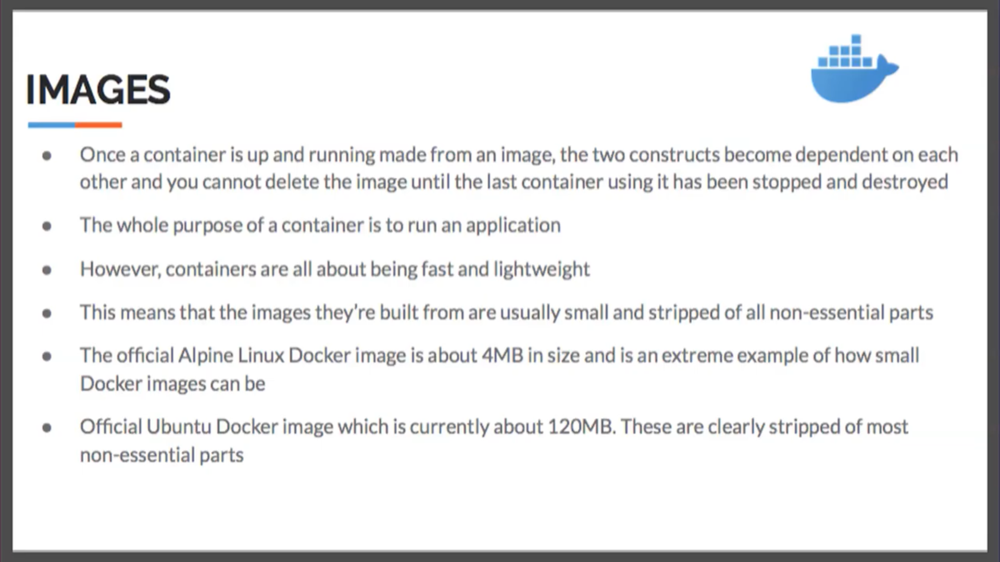 IMAGES
Once a container is up and running made from an image, the two constructs become dependent on each
other and you cannot delete the image until the last container using it has been stopped and destroyed
The whole purpose of a container is to run an application
However, containers are all about being fast and lightweight
This means that the images they're built from are usually small and stripped of all non-essential parts
The official Alpine Linux Docker image is about 4MB in size and is an extreme example of how small
Docker images can be
Official Ubuntu Docker image which is currently about 120MB. These are clearly stripped of most
non-essential parts